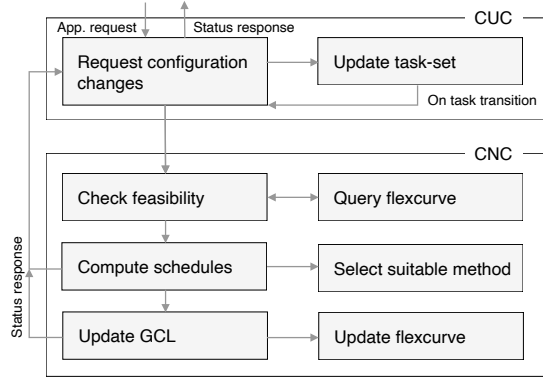 CUC
App. request
Status response
Request configuration
changes
Update task-set
On task transition
CNC
Check feasibility
Query flexcurve
Status response
Compute schedules
Select suitable method
Update GCL
Update flexcurve